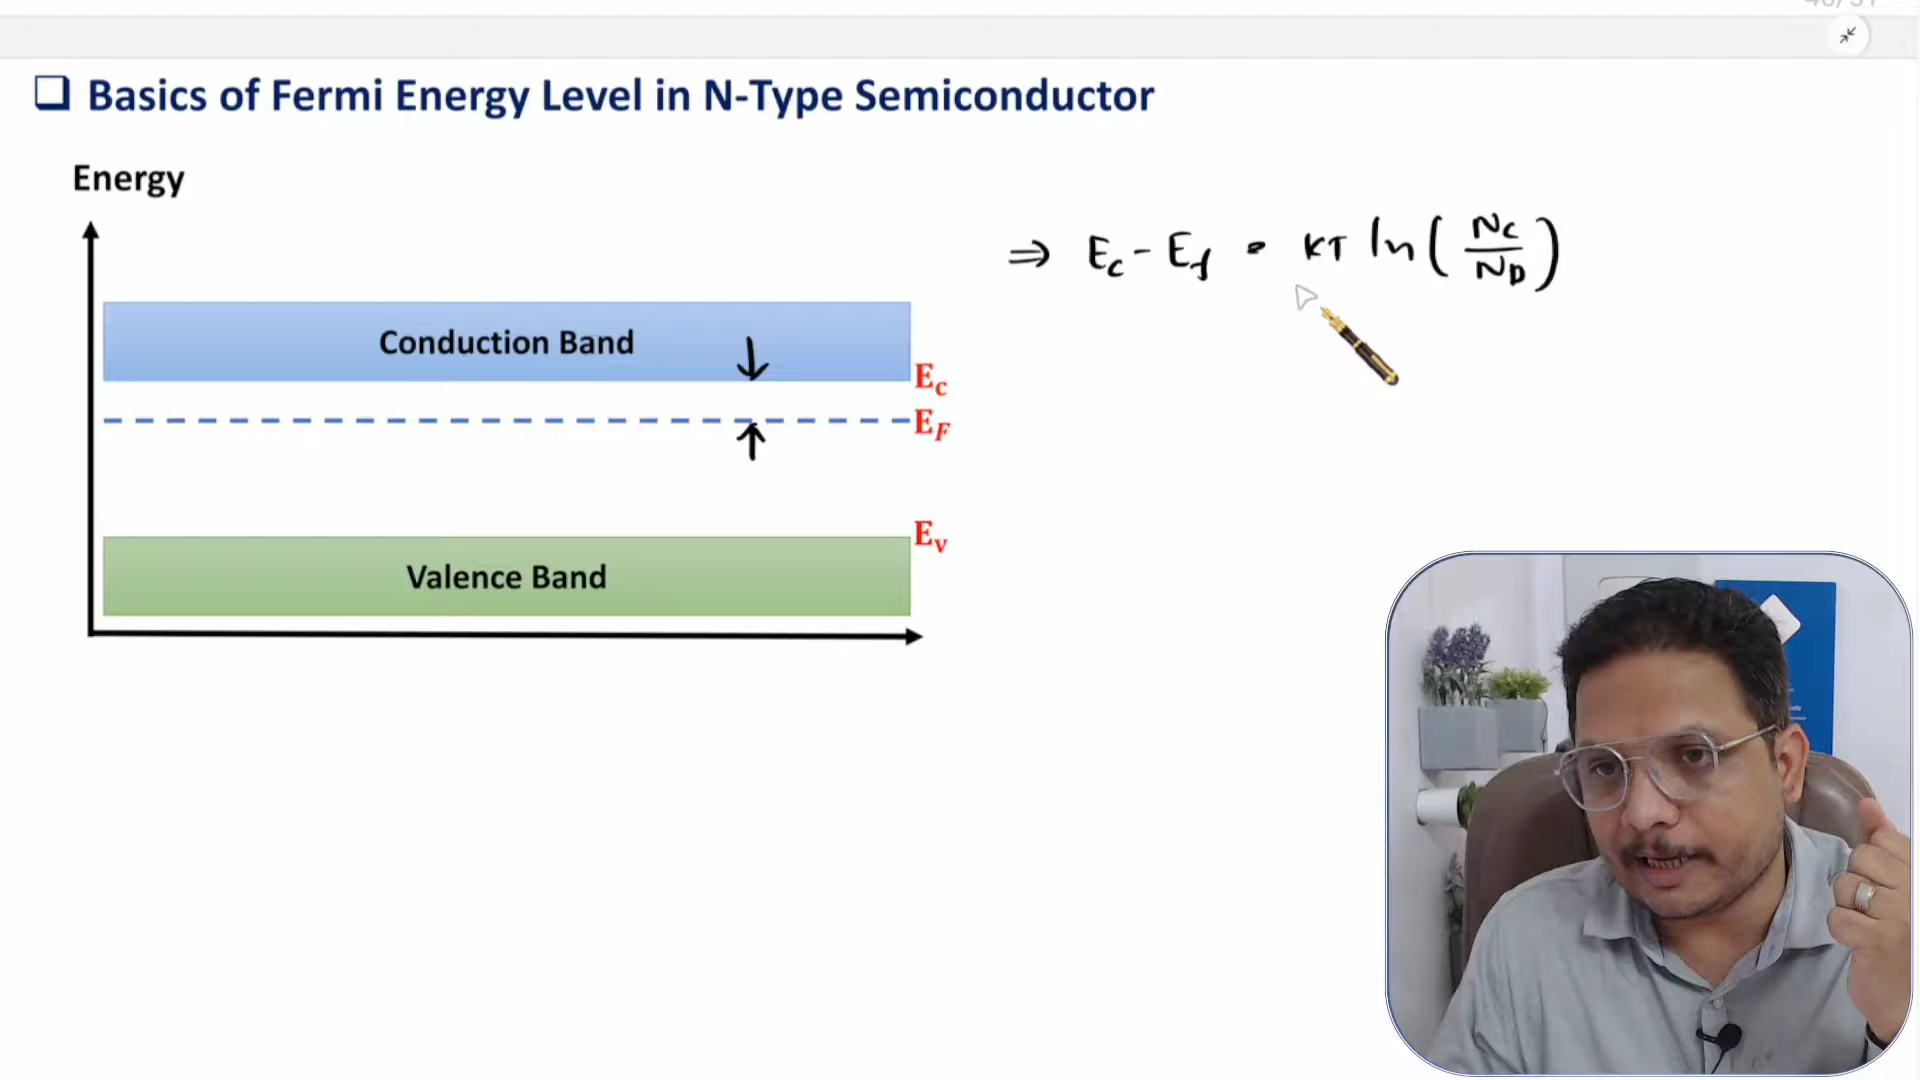 Basics of Fermi Energy Level in N-Type Semiconductor
Energy
⇒ Ec - Ef = KT ln(Nc/ND)
Conduction Band
Ec
EF
Ev
Valence Band